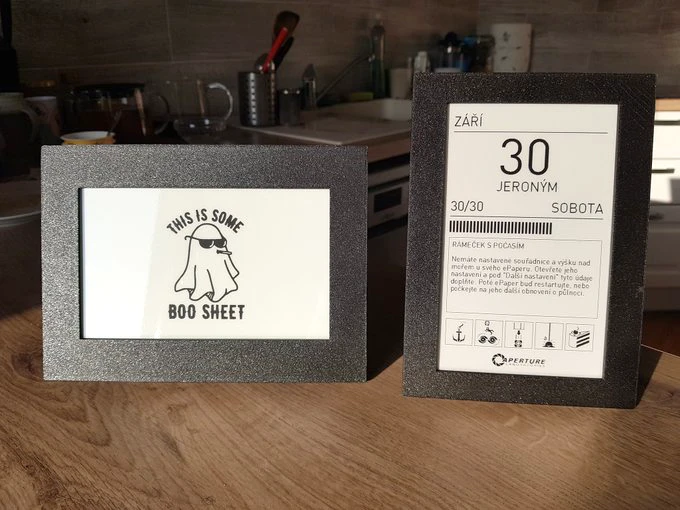 THIS IS SOME
BOO SHEET
ZÁŘÍ
30
JERONÝM
30/30 SOBOTA
RÁMEČEK S POČASÍM
Nemáte nastavené souřadnice a výšku nad
mořem u svého ePaperu. Otevřete jeho
nastavení a pod "Další nastavení" tyto údaje
doplňte. Poté ePaper bud restartujte, nebo
počkejte na jeho další obnovení o půlnoci.
APERTURE